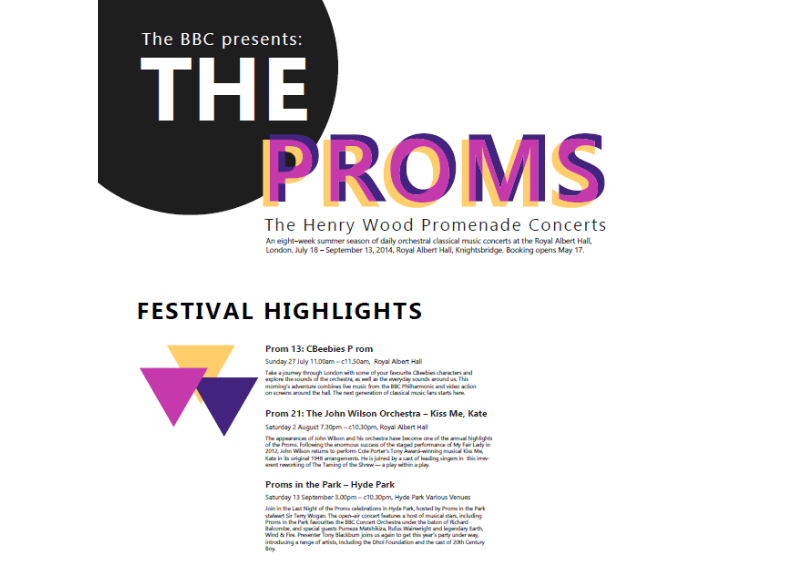 The BBC presents:
THE
PROMS
The Henry Wood Promenade Concerts
An eight-week summer season of daily orchestral classical music concerts at the Royal Albert Hall,
London. July 18 – September 13, 2014, Royal Albert Hall, Knightsbridge. Booking opens May 17.
FESTIVAL HIGHLIGHTS
Prom 13: CBeebies P rom
Sunday 27 July 11.00am – c11.50am, Royal Albert Hall
Take a journey through London with some of your favourite CBeebies characters and
explore the sounds of the orchestra, as well as the everyday sounds around us. This
morning's adventure combines live music from the BBC Philharmonic and video action
on screens around the hall. The next generation of classical music fans starts here.
Prom 21: The John Wilson Orchestra – Kiss Me, Kate
Saturday 2 August 7.30pm – c10.30pm, Royal Albert Hall
The appearances of John Wilson and his orchestra have become one of the annual highlights
of the Proms. Following the enormous success of the staged performance of My Fair Lady in
2012, John Wilson returns to perform Cole Porter's Tony Award-winning musical Kiss Me,
Kate in its original 1948 arrangements. He is joined by a cast of leading singers in this irrev-
erent reworking of The Taming of the Shrew — a play within a play.
Proms in the Park – Hyde Park
Saturday 13 September 3.00pm – c10.30pm, Hyde Park Various Venues
Join in the Last Night of the Proms celebrations in Hyde Park, hosted by Proms in the Park
stalwart Sir Terry Wogan. The open-air concert features a host of musical stars, including
Proms in the Park favourites the BBC Concert Orchestra under the baton of Richard
Balcombe, and special guests Pumeza Matshikiza, Rufus Wainwright and legendary Earth,
Wind & Fire. Presenter Tony Blackburn joins us again to get this year's party under way,
introducing a range of artists, including the Dhol Foundation and the cast of 20th Century
Boy.